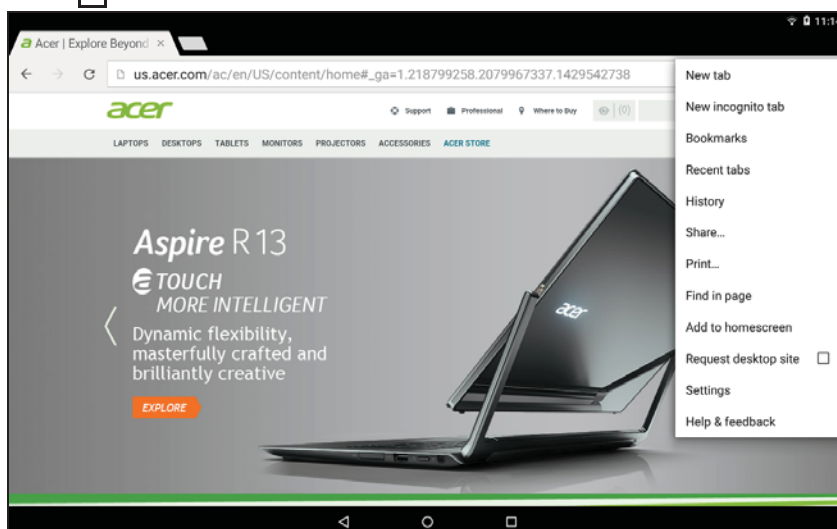 11:14
Acer | Explore Beyond
us.acer.com/ac/en/US/content/home#_ga=1.218799258.2079967337.1429542738
acer
Support Professional Where to Buy (0)
LAPTOPS DESKTOPS TABLETS MONITORS PROJECTORS ACCESSORIES ACER STORE
Aspire R 13
TOUCH
MORE INTELLIGENT
Dynamic flexibility,
masterfully crafted and
brilliantly creative
EXPLORE
acer
New tab
New incognito tab
Bookmarks
Recent tabs
History
Share...
Print...
Find in page
Add to homescreen
Request desktop site
Settings
Help & feedback